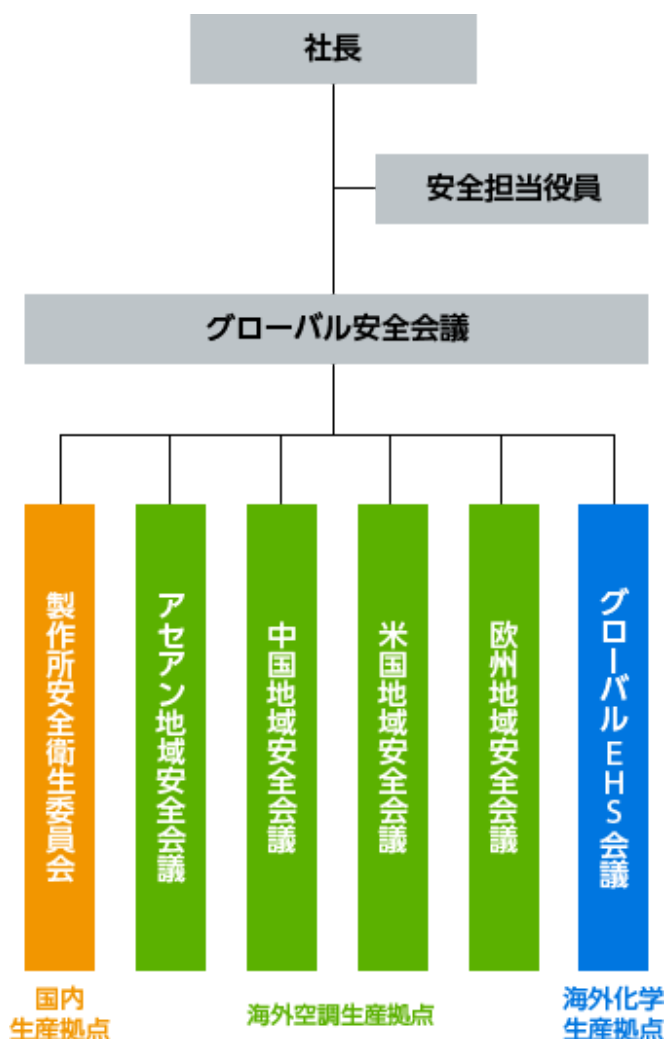 社長
安全担当役員
グローバル安全会議
製作所安全衛生委員会
アセアン地域安全会議
中国地域安全会議
米国地域安全会議
欧州地域安全会議
グローバルEHS会議
国内
生産拠点
海外空調生産拠点
海外化学
生産拠点